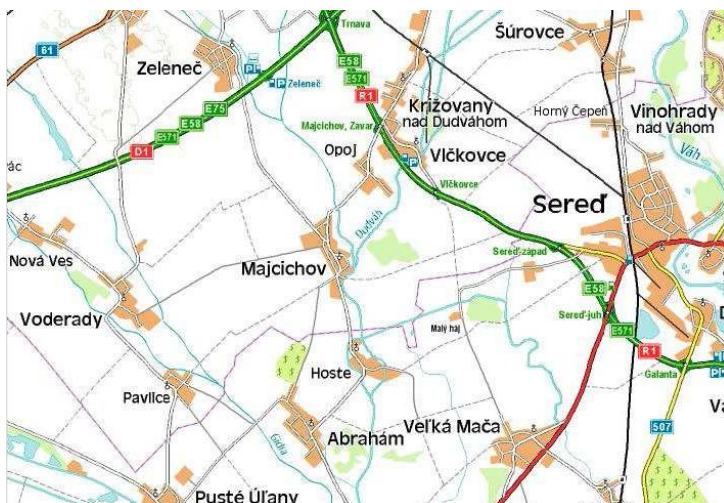 Trnava
Šúrovce
61
Zeleneč
E58
E571
R1
Zeleneč
E75
E58
E571
D1
Križovany
nad Dudváhom
Horný Čepeň
Vinohrady
nad Váhom
Majcichov, Zavar
Opoj
Vlčkovce
Váh
ác
Vlčkovce
Sereď
Dudváh
Nová Ves
Majcichov
Sereď-západ
E58
Voderady
Malý háj
Sereď-juh
E571
R1
Hoste
Galanta
Pavlice
Gidra
Abrahám
Veľká Mača
507
Pusté Úľany